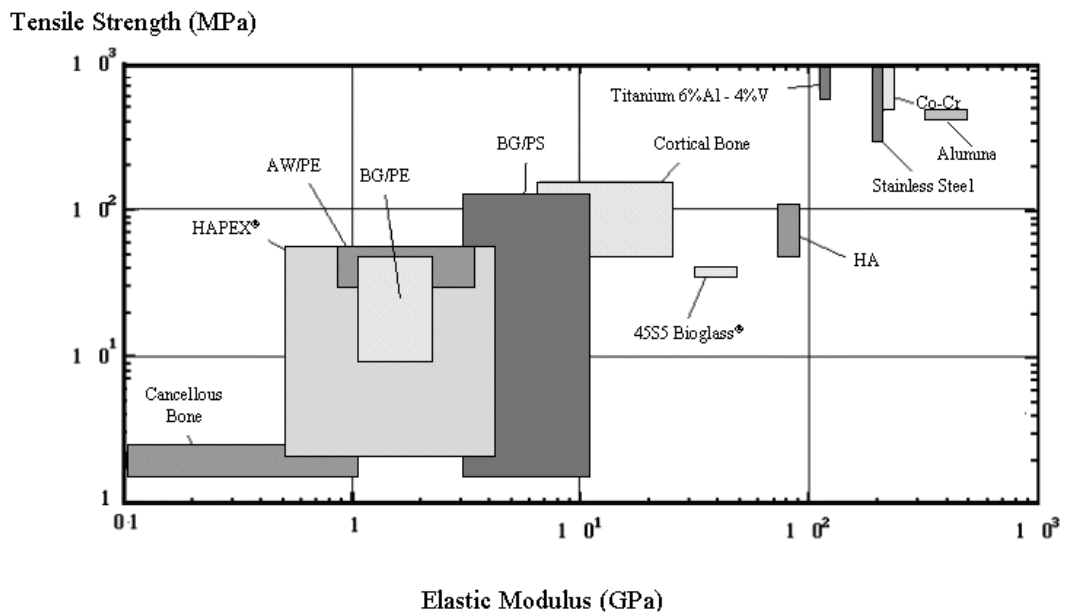 Tensile Strength (MPa)
1 0³
Titanium 6%Al - 4%V
Co-Cr
BG/PS
Cortical Bone
Alumina
AW/PE
BG/PE
Stainless Steel
1 0²
HAPEX®
HA
45S5 Bioglass®
1 0¹
Cancellous
Bone
1
0·1 1 1 0¹ 1 0² 1 0³
Elastic Modulus (GPa)